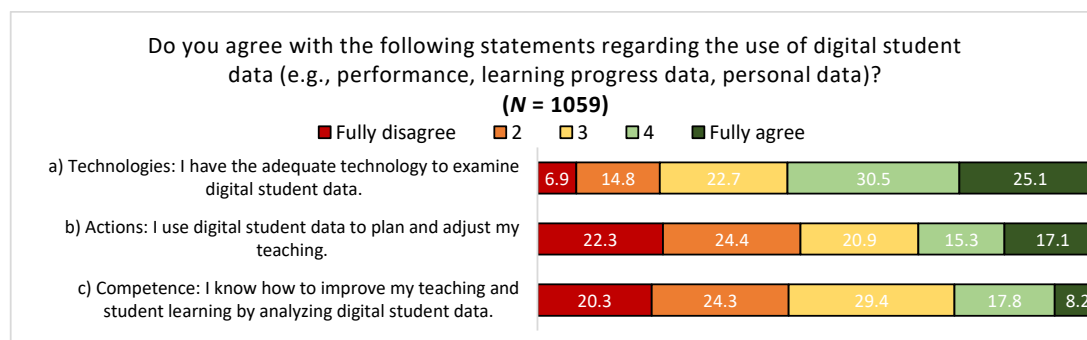 Do you agree with the following statements regarding the use of digital student
data (e.g., performance, learning progress data, personal data)?
(N = 1059)
Fully disagree 2 3 4 Fully agree
a) Technologies: I have the adequate technology to examine
digital student data.
6.9 14.8 22.7 30.5 25.1
b) Actions: I use digital student data to plan and adjust my
teaching.
22.3 24.4 20.9 15.3 17.1
c) Competence: I know how to improve my teaching and
student learning by analyzing digital student data.
20.3 24.3 29.4 17.8 8.2